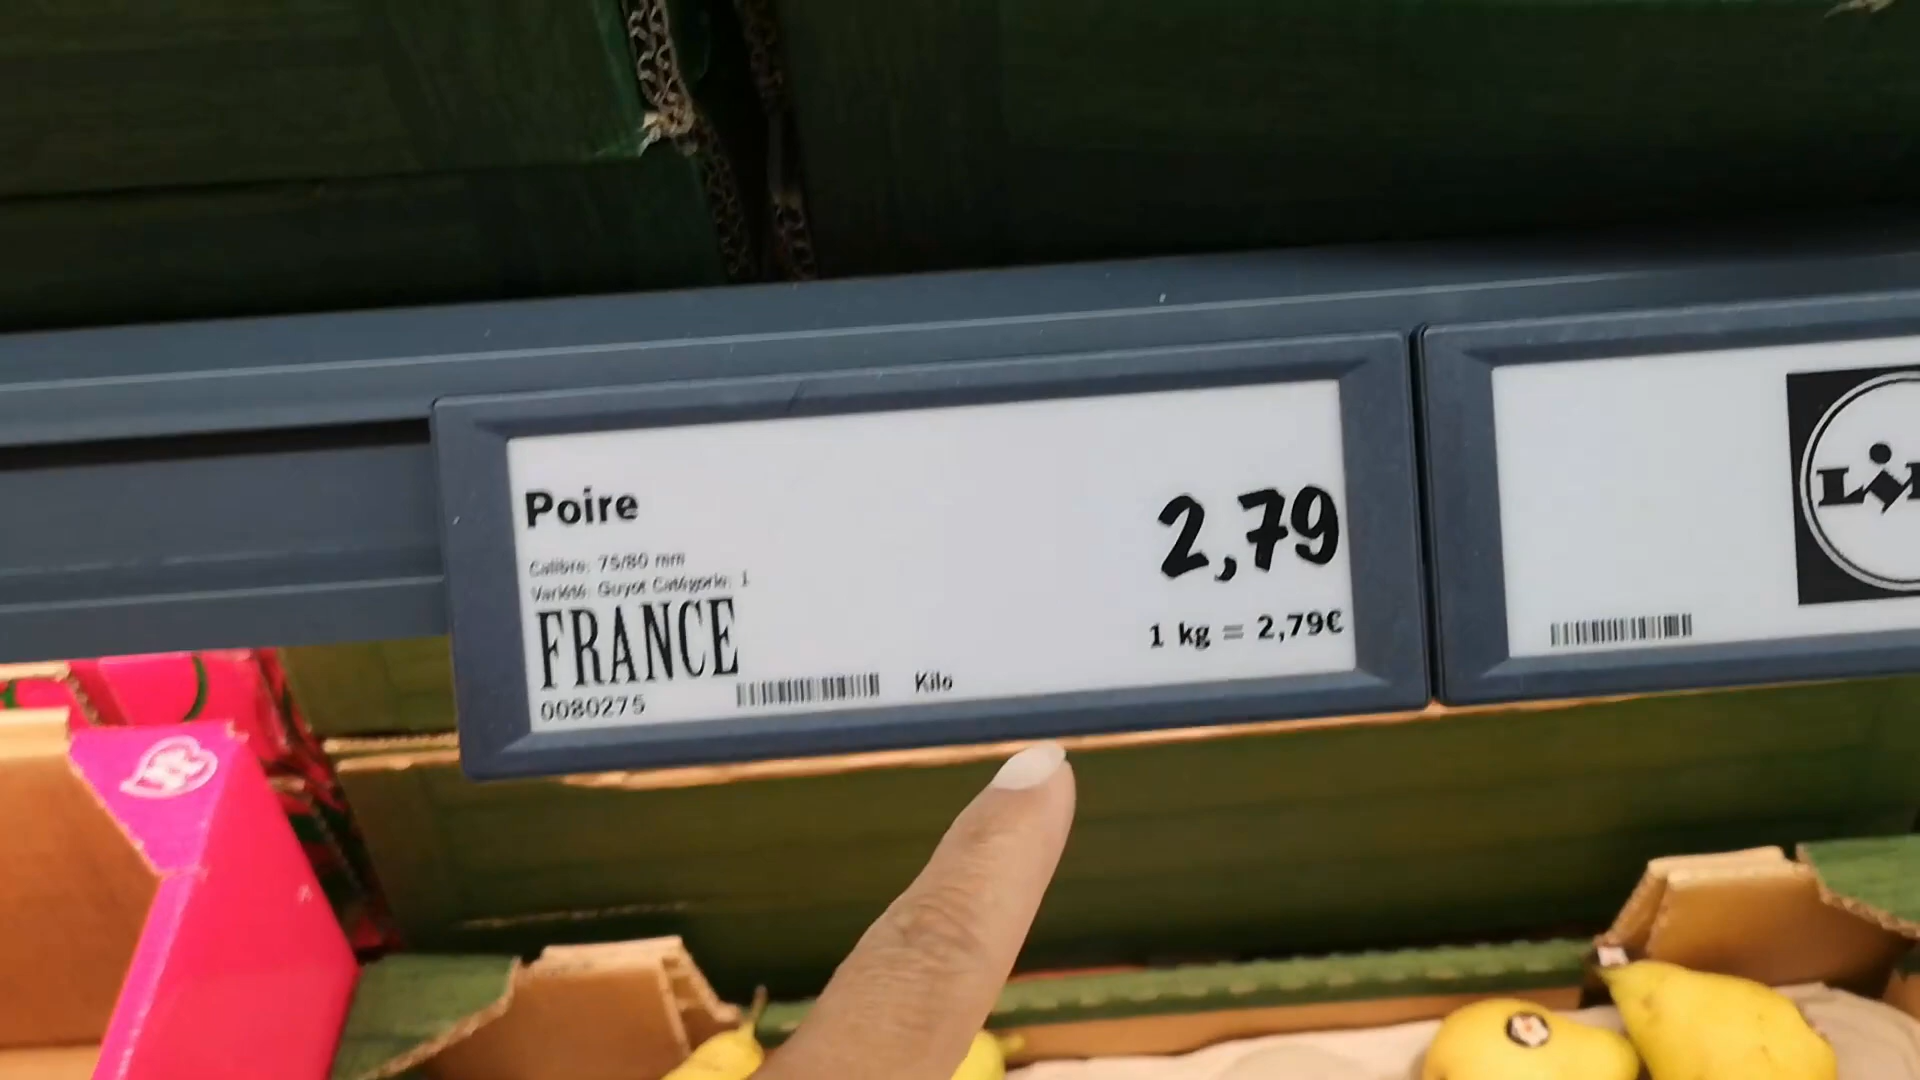 Poire
2,79
Calibre: 75/80 mm
Variété: Guyot Catégorie: 1
FRANCE
1 kg = 2,79€
0080275
Kilo